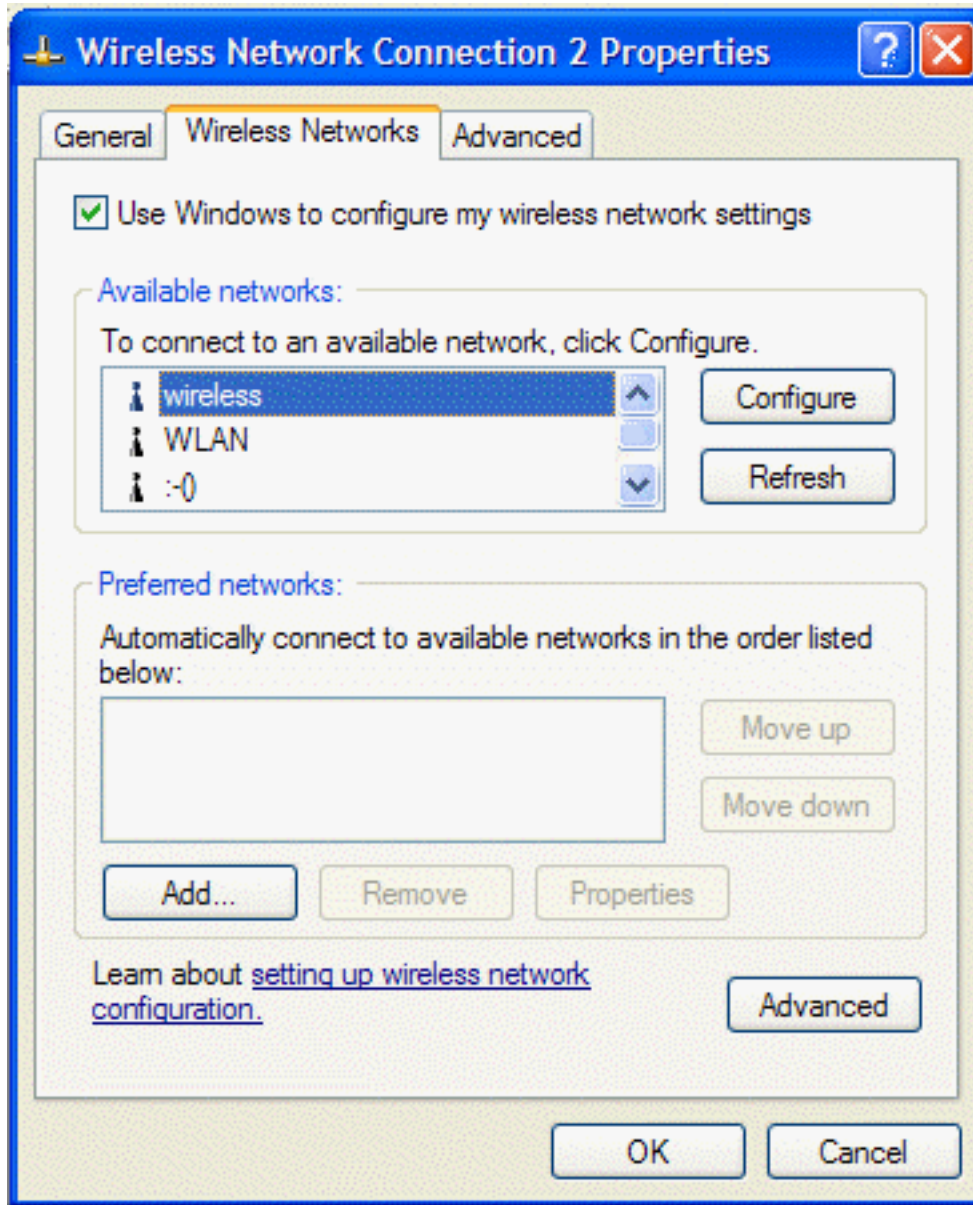 Wireless Network Connection 2 Properties
?
General
Wireless Networks
Advanced
Use Windows to configure my wireless network settings
Available networks:
To connect to an available network, click Configure.
wireless
Configure
WLAN
:-()
Refresh
Preferred networks:
Automatically connect to available networks in the order listed
below:
Move up
Move down
Add...
Remove
Properties
Learn about setting up wireless network
configuration.
Advanced
OK
Cancel